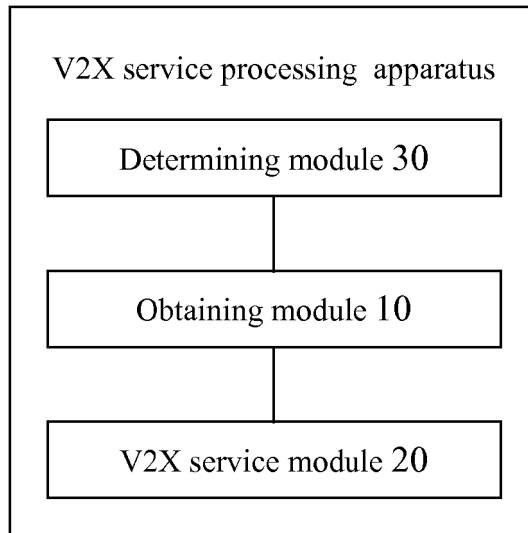 V2X service processing apparatus
Determining module 30
Obtaining module 10
V2X service module 20